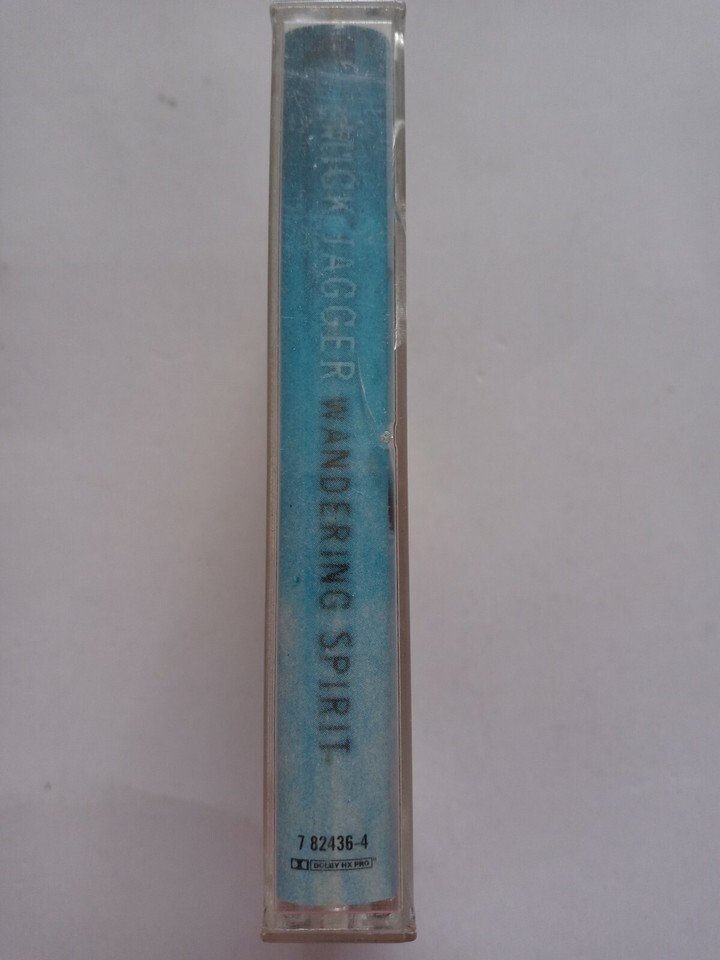 MICK JAGGER WANDERING SPIRIT
7 82436-4
DOLBY HX PRO